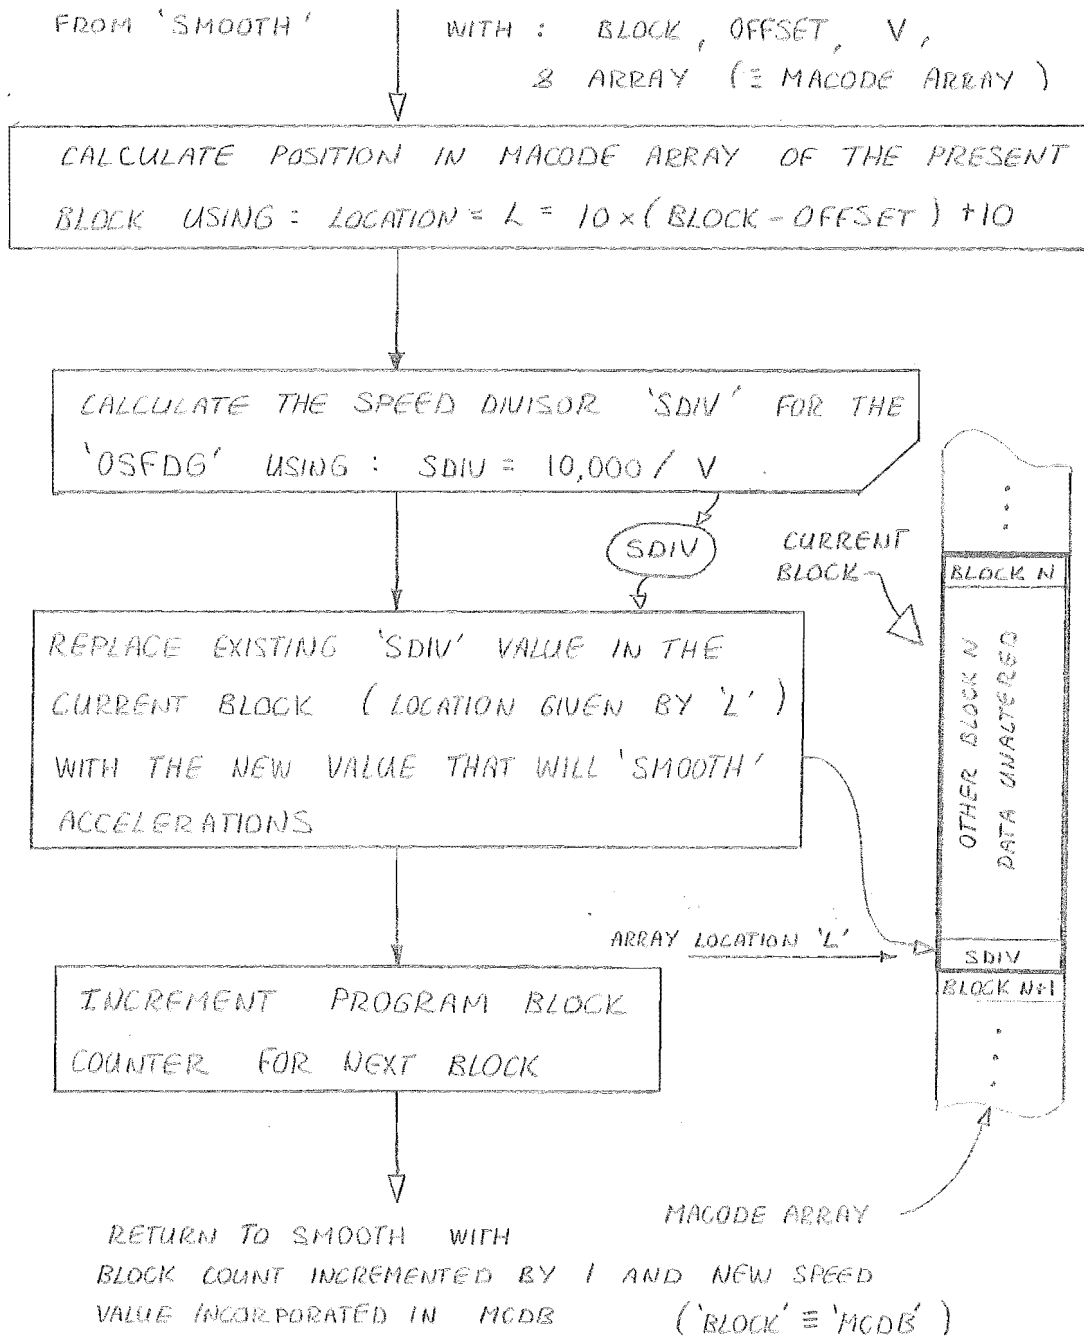 FROM 'SMOOTH' WITH : BLOCK, OFFSET, V,
& ARRAY (≡ MACODE ARRAY)
CALCULATE POSITION IN MACODE ARRAY OF THE PRESENT
BLOCK USING : LOCATION = L = 10×(BLOCK-OFFSET) +10
CALCULATE THE SPEED DIVISOR 'SDIV' FOR THE
'OSFDG' USING : SDIV = 10,000 / V
SDIV
REPLACE EXISTING 'SDIV' VALUE IN THE
CURRENT BLOCK (LOCATION GIVEN BY 'L')
WITH THE NEW VALUE THAT WILL 'SMOOTH'
ACCELERATIONS
INCREMENT PROGRAM BLOCK
COUNTER FOR NEXT BLOCK
CURRENT
BLOCK
BLOCK N
OTHER BLOCK N
DATA UNALTERED
ARRAY LOCATION 'L'
SDIV
BLOCK N+1
MACODE ARRAY
RETURN TO SMOOTH WITH
BLOCK COUNT INCREMENTED BY 1 AND NEW SPEED
VALUE INCORPORATED IN MCDB ('BLOCK' ≡ 'MCDB')